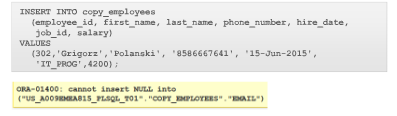 INSERT INTO copy_employees
(employee_id, first_name, last_name, phone_number, hire_date,
job_id, salary)
VALUES
(302,'Grigorz','Polanski', '8586667641', '15-Jun-2015',
'IT_PROG',4200);
ORA-01400: cannot insert NULL into
("US_A009EMEA815_PLSQL_T01"."COPY_EMPLOYEES"."EMAIL")